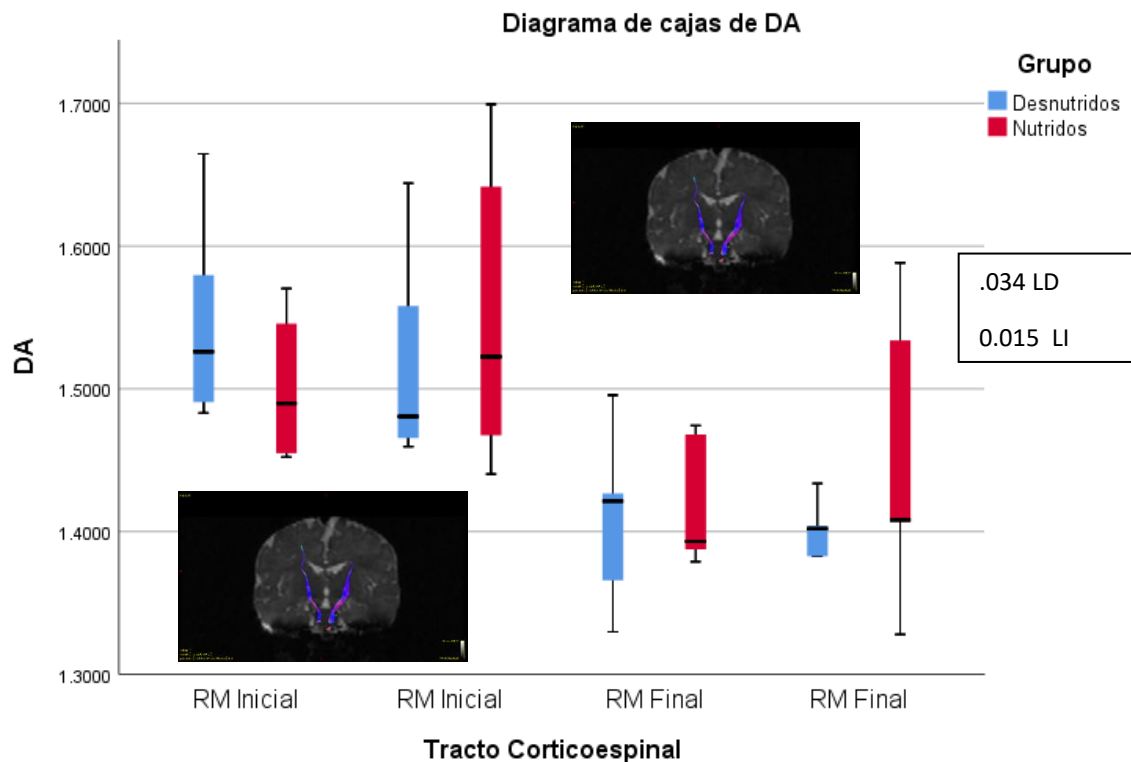 Diagrama de cajas de DA
Grupo
Desnutridos
Nutridos
DA
1.7000
1.6000
1.5000
1.4000
1.3000
.034 LD
0.015 LI
RM Inicial
RM Inicial
RM Final
RM Final
Tracto Corticoespinal